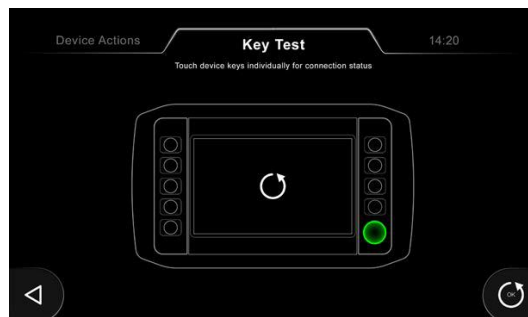 Device Actions
Key Test
14:20
Touch device keys individually for connection status
OK